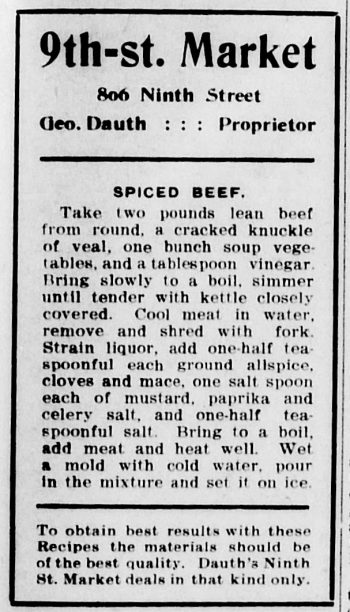 9th-st. Market
806 Ninth Street
Geo. Dauth : : : Proprietor
SPICED BEEF.
Take two pounds lean beef
from round, a cracked knuckle
of veal, one bunch soup vege-
tables, and a tablespoon vinegar.
Bring slowly to a boil, simmer
until tender with kettle closely
covered. Cool meat in water,
remove and shred with fork.
Strain liquor, add one-half tea-
spoonful each ground allspice,
cloves and mace, one salt spoon
each of mustard, paprika and
celery salt, and one-half tea-
spoonful salt. Bring to a boil,
add meat and heat well. Wet
a mold with cold water, pour
in the mixture and set it on ice.
To obtain best results with these
Recipes the materials should be
of the best quality. Dauth's Ninth
St. Market deals in that kind only.